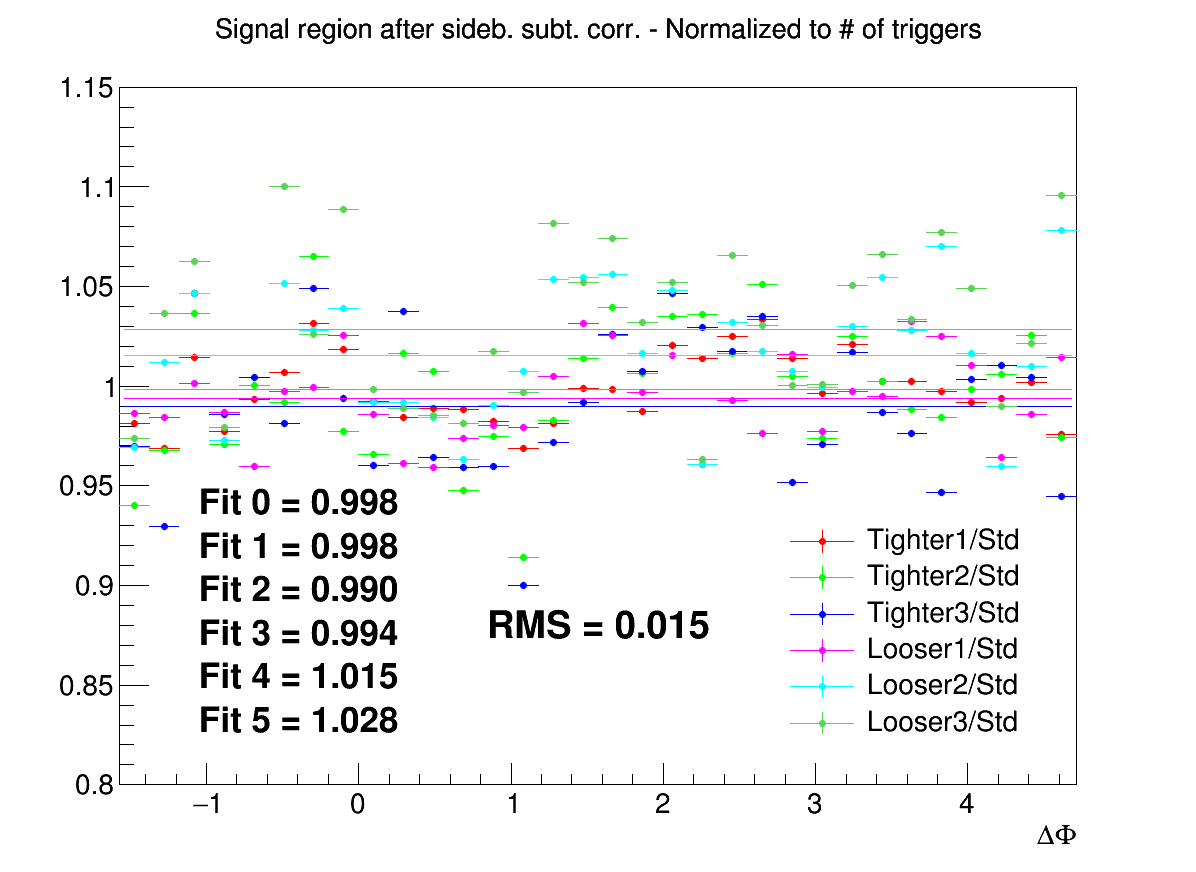 Signal region after sideb. subt. corr. - Normalized to # of triggers
1.15
1.1
1.05
1
0.95
0.9
0.85
0.8
Fit 0 = 0.998
Fit 1 = 0.998
Fit 2 = 0.990
Fit 3 = 0.994
Fit 4 = 1.015
Fit 5 = 1.028
RMS = 0.015
Tighter1/Std
Tighter2/Std
Tighter3/Std
Looser1/Std
Looser2/Std
Looser3/Std
−1 0 1 2 3 4
ΔΦ